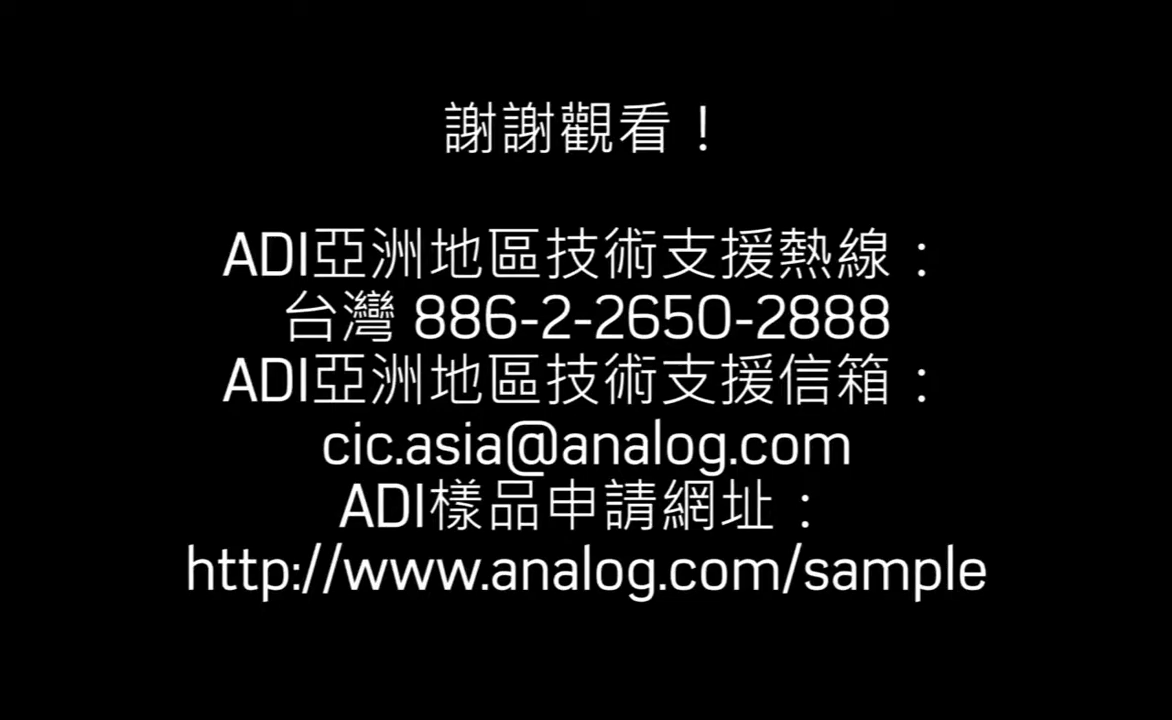 謝謝觀看！
ADI亞洲地區技術支援熱線：
台灣 886-2-2650-2888
ADI亞洲地區技術支援信箱：
cic.asia@analog.com
ADI樣品申請網址：
http://www.analog.com/sample